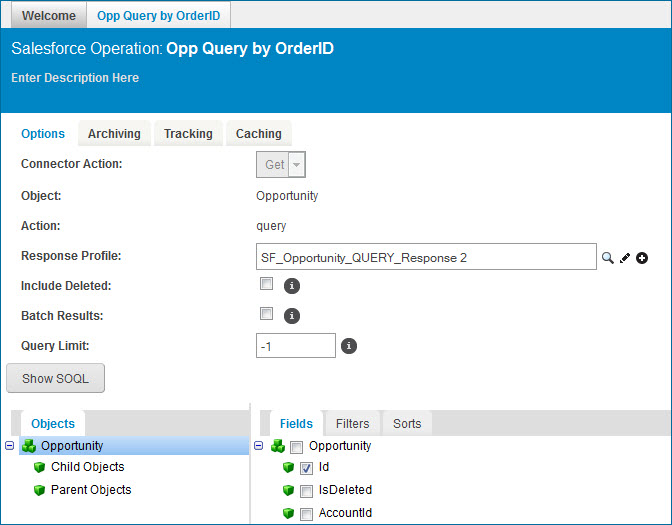 Welcome Opp Query by OrderID
Salesforce Operation: Opp Query by OrderID
Enter Description Here
Options Archiving Tracking Caching
Connector Action: Get
Object: Opportunity
Action: query
Response Profile: SF_Opportunity_QUERY_Response 2
Include Deleted:
Batch Results:
Query Limit: -1
Show SOQL
Objects Fields Filters Sorts
Opportunity Opportunity
Child Objects Id
Parent Objects IsDeleted
AccountId